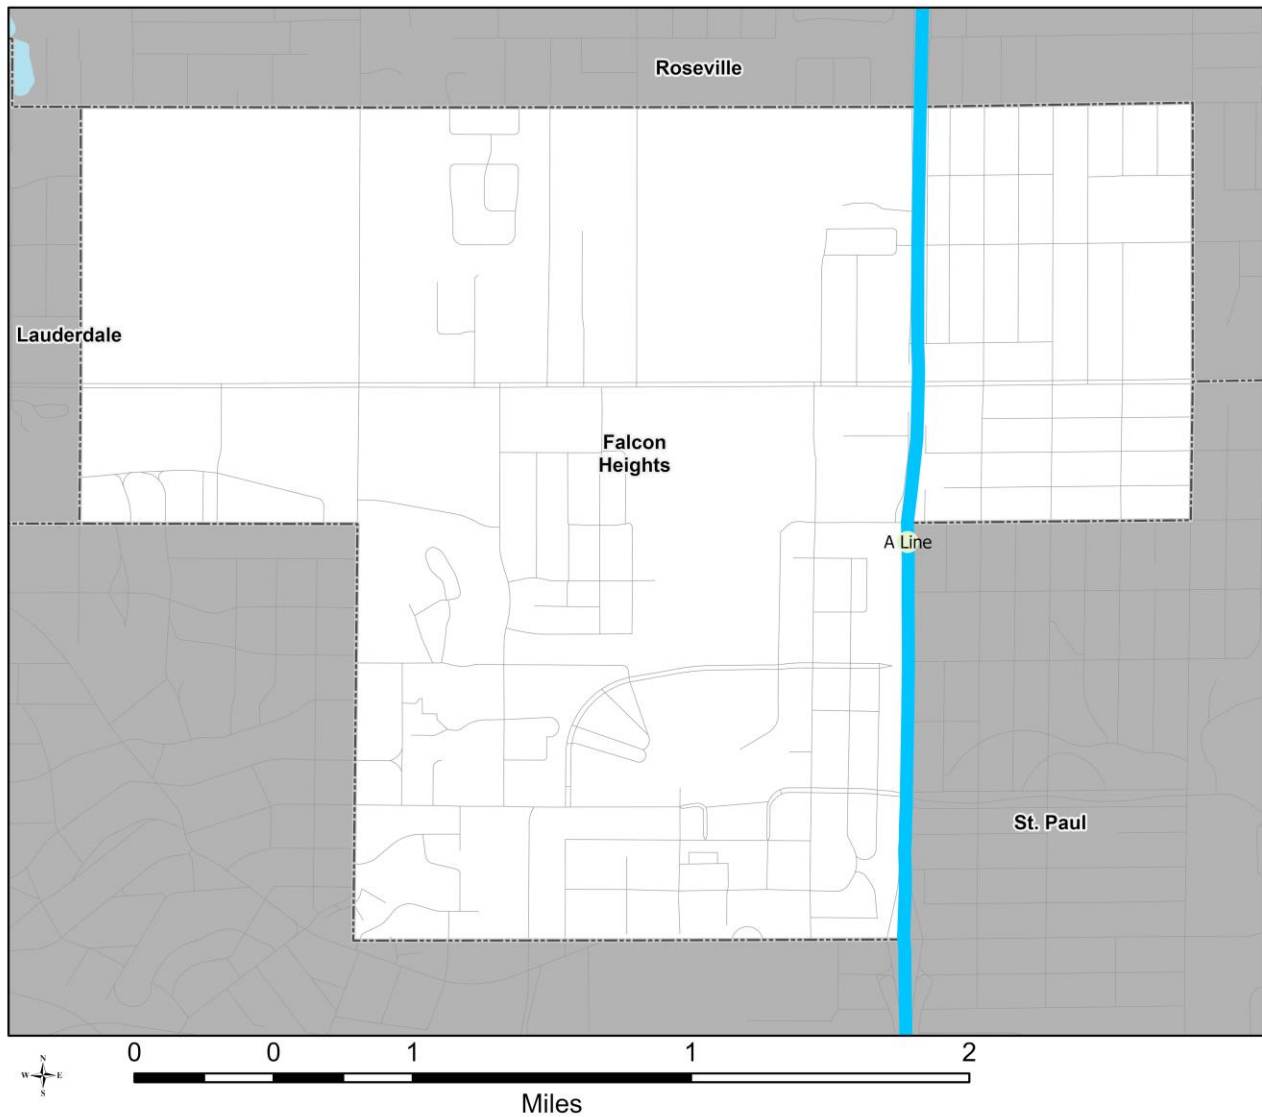 Roseville
Lauderdale
Falcon
Heights
A Line
St. Paul
N
W E
S
0 0 1 1 2
Miles